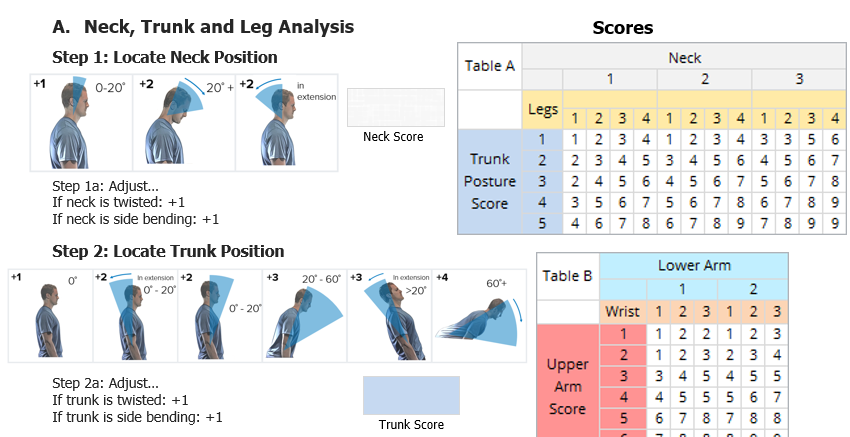 A. Neck, Trunk and Leg Analysis
Step 1: Locate Neck Position
+1 0-20° +2 20°+ +2 in
extension
Neck Score
Step 1a: Adjust...
If neck is twisted: +1
If neck is side bending: +1
Step 2: Locate Trunk Position
+1 0° +2 In extension +2 +3 20° - 60° +3 In extension +4
0° - 20° 0° - 20° >20° 60°+
Step 2a: Adjust...
If trunk is twisted: +1
If trunk is side bending: +1
Trunk Score
Scores
Table A Neck
1 2 3
Legs 1 2 3 4 1 2 3 4 1 2 3 4
Trunk
Posture
Score
1 1 2 3 4 1 2 3 4 3 3 5 6
2 2 3 4 5 3 4 5 6 4 5 6 7
3 2 4 5 6 4 5 6 7 5 6 7 8
4 3 5 6 7 5 6 7 8 6 7 8 9
5 4 6 7 8 6 7 8 9 7 8 9 9
Table B Lower Arm
1 2
Wrist 1 2 3 1 2 3
Upper
Arm
Score
1 1 2 2 1 2 3
2 1 2 3 2 3 4
3 3 4 5 4 5 5
4 4 5 5 5 6 7
5 6 7 8 7 8 8